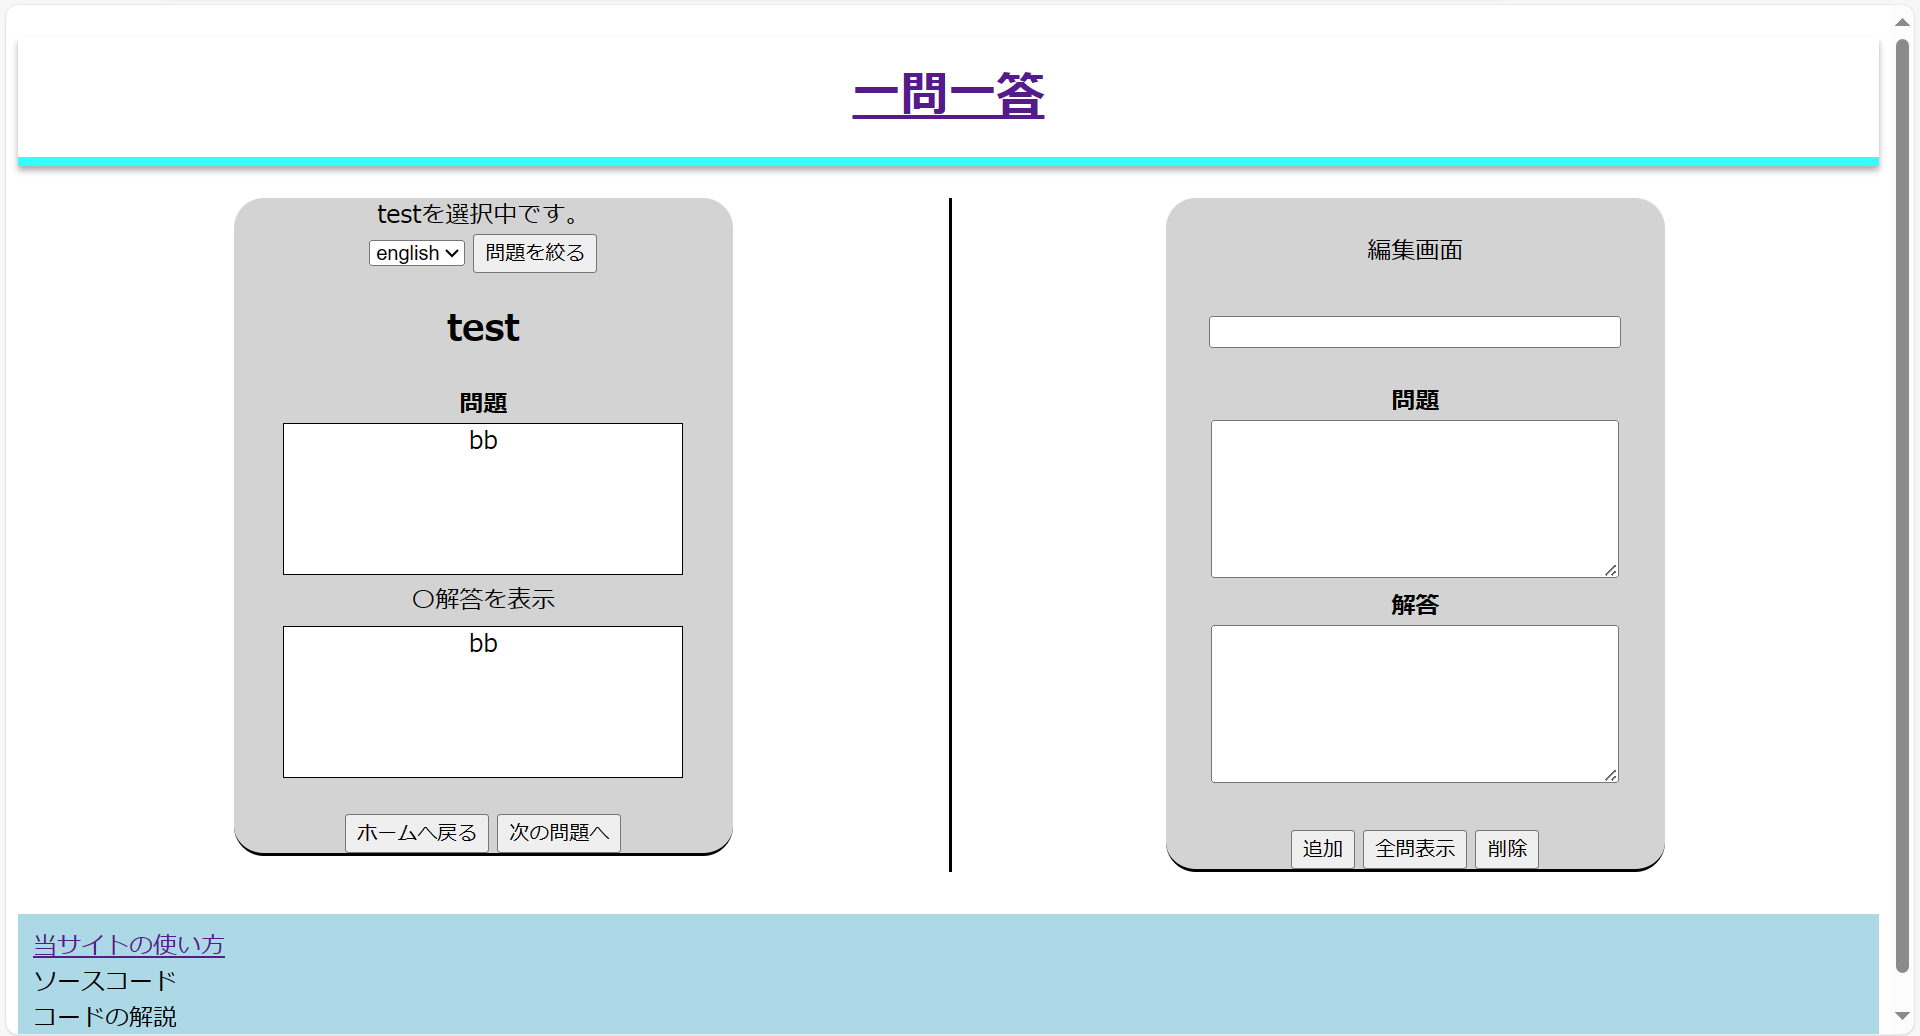 一問一答
testを選択中です。
english 問題を絞る
test
問題
bb
〇解答を表示
bb
ホームへ戻る 次の問題へ
編集画面
問題
解答
追加 全問表示 削除
当サイトの使い方
ソースコード
コードの解説